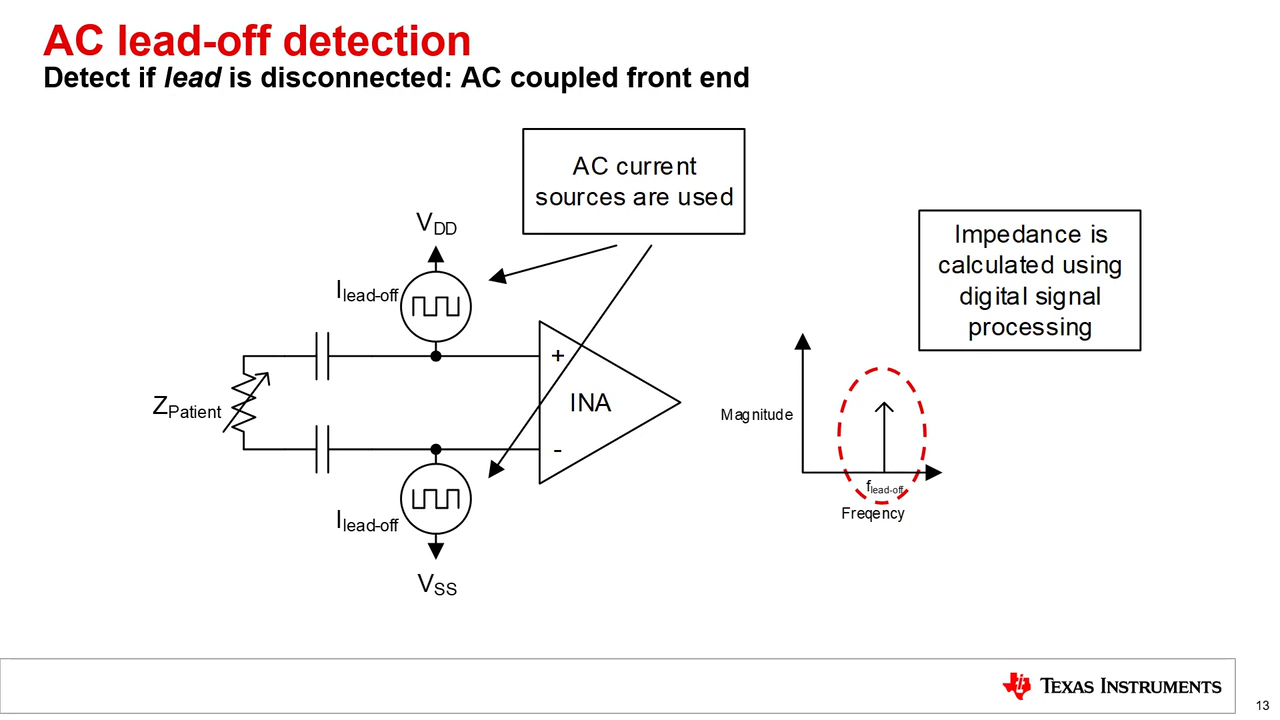 AC lead-off detection
Detect if lead is disconnected: AC coupled front end
AC current
sources are used
Impedance is
calculated using
digital signal
processing
VDD
Ilead-off
+
INA
-
ZPatient
Ilead-off
VSS
Magnitude
flead-off
Freqency
TEXAS INSTRUMENTS
13